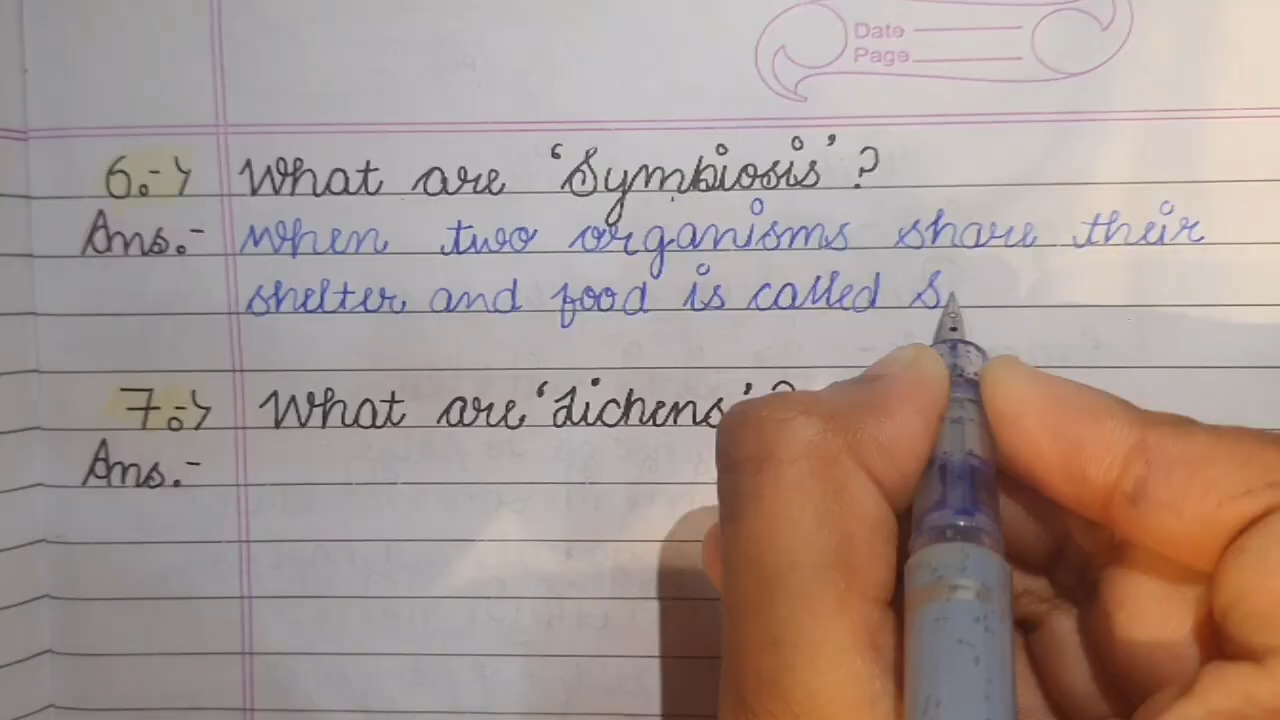 Date
Page
6.-> What are 'Symbiosis'?
Ans.- when two organisms share their
shelter and food is called s
7.-> What are 'Lichens'?
Ans.-